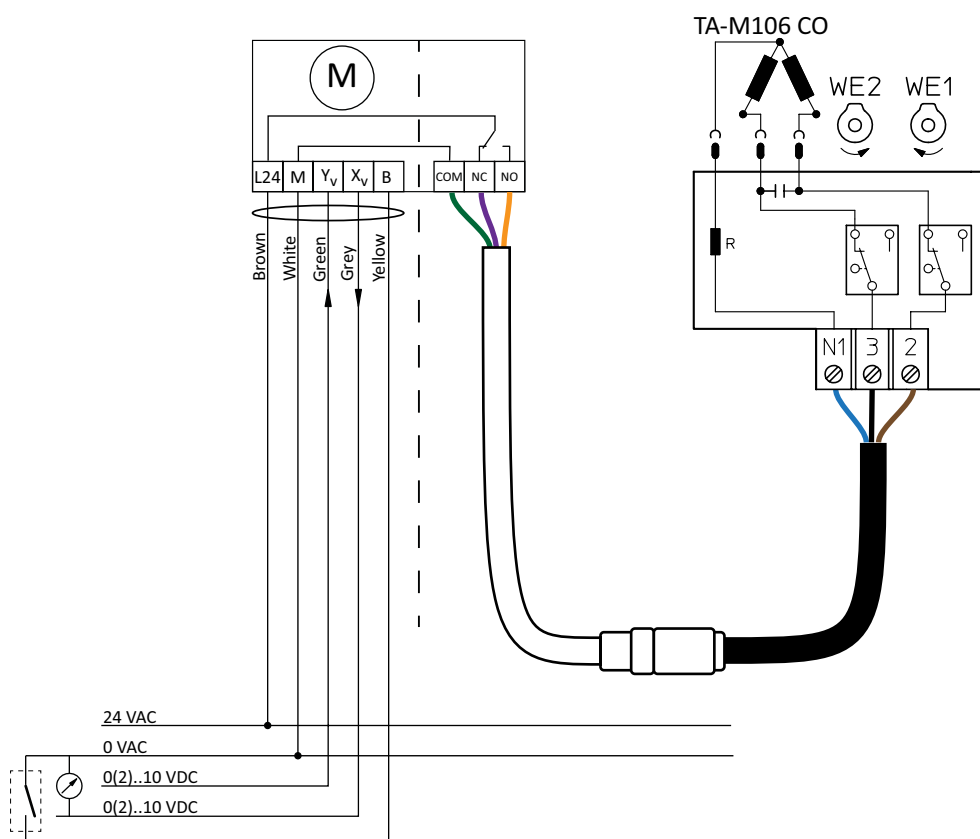 TA-M106 CO
M
WE2 WE1
L24 M Yv Xv B COM NC NO
R
Brown
White
Green
Grey
Yellow
N1 3 2
24 VAC
0 VAC
0(2)..10 VDC
0(2)..10 VDC